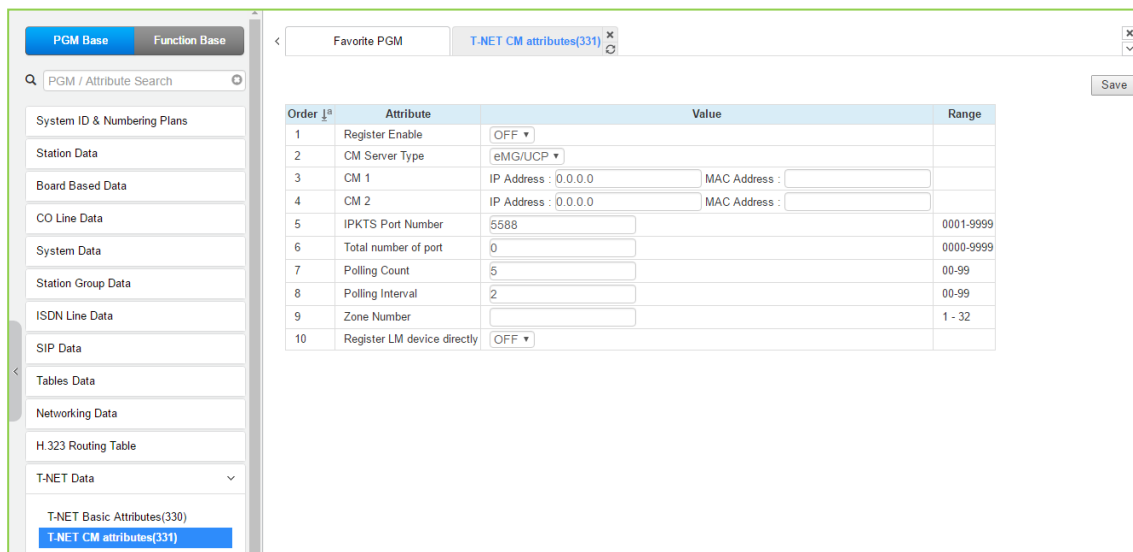 PGM Base Function Base
Favorite PGM T-NET CM attributes(331)
PGM / Attribute Search
Save
System ID & Numbering Plans
Station Data
Board Based Data
CO Line Data
System Data
Station Group Data
ISDN Line Data
SIP Data
Tables Data
Networking Data
H.323 Routing Table
T-NET Data
T-NET Basic Attributes(330)
T-NET CM attributes(331)
Order Attribute Value Range
1 Register Enable OFF
2 CM Server Type eMG/UCP
3 CM 1 IP Address : 0.0.0.0 MAC Address :
4 CM 2 IP Address : 0.0.0.0 MAC Address :
5 IPKTS Port Number 5588 0001-9999
6 Total number of port 0 0000-9999
7 Polling Count 5 00-99
8 Polling Interval 2 00-99
9 Zone Number 1 - 32
10 Register LM device directly OFF